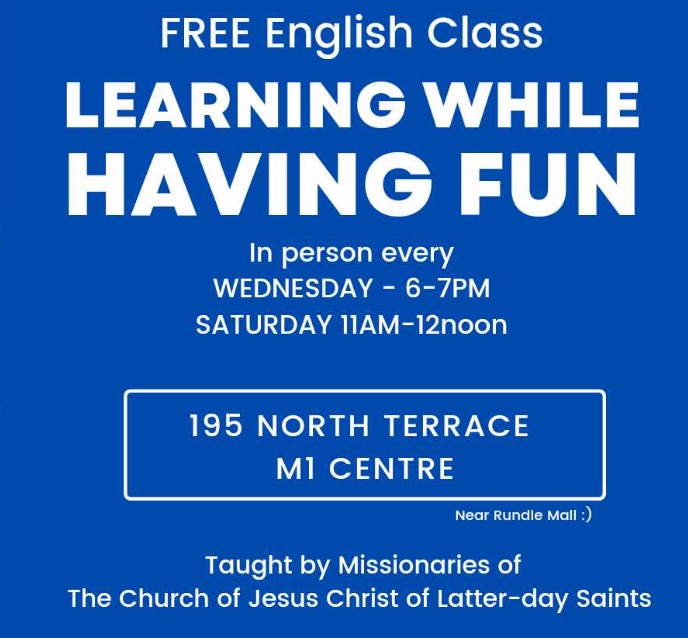 FREE English Class
LEARNING WHILE
HAVING FUN
In person every
WEDNESDAY - 6-7PM
SATURDAY 11AM-12noon
195 NORTH TERRACE
M1 CENTRE
Near Rundle Mall :)
Taught by Missionaries of
The Church of Jesus Christ of Latter-day Saints